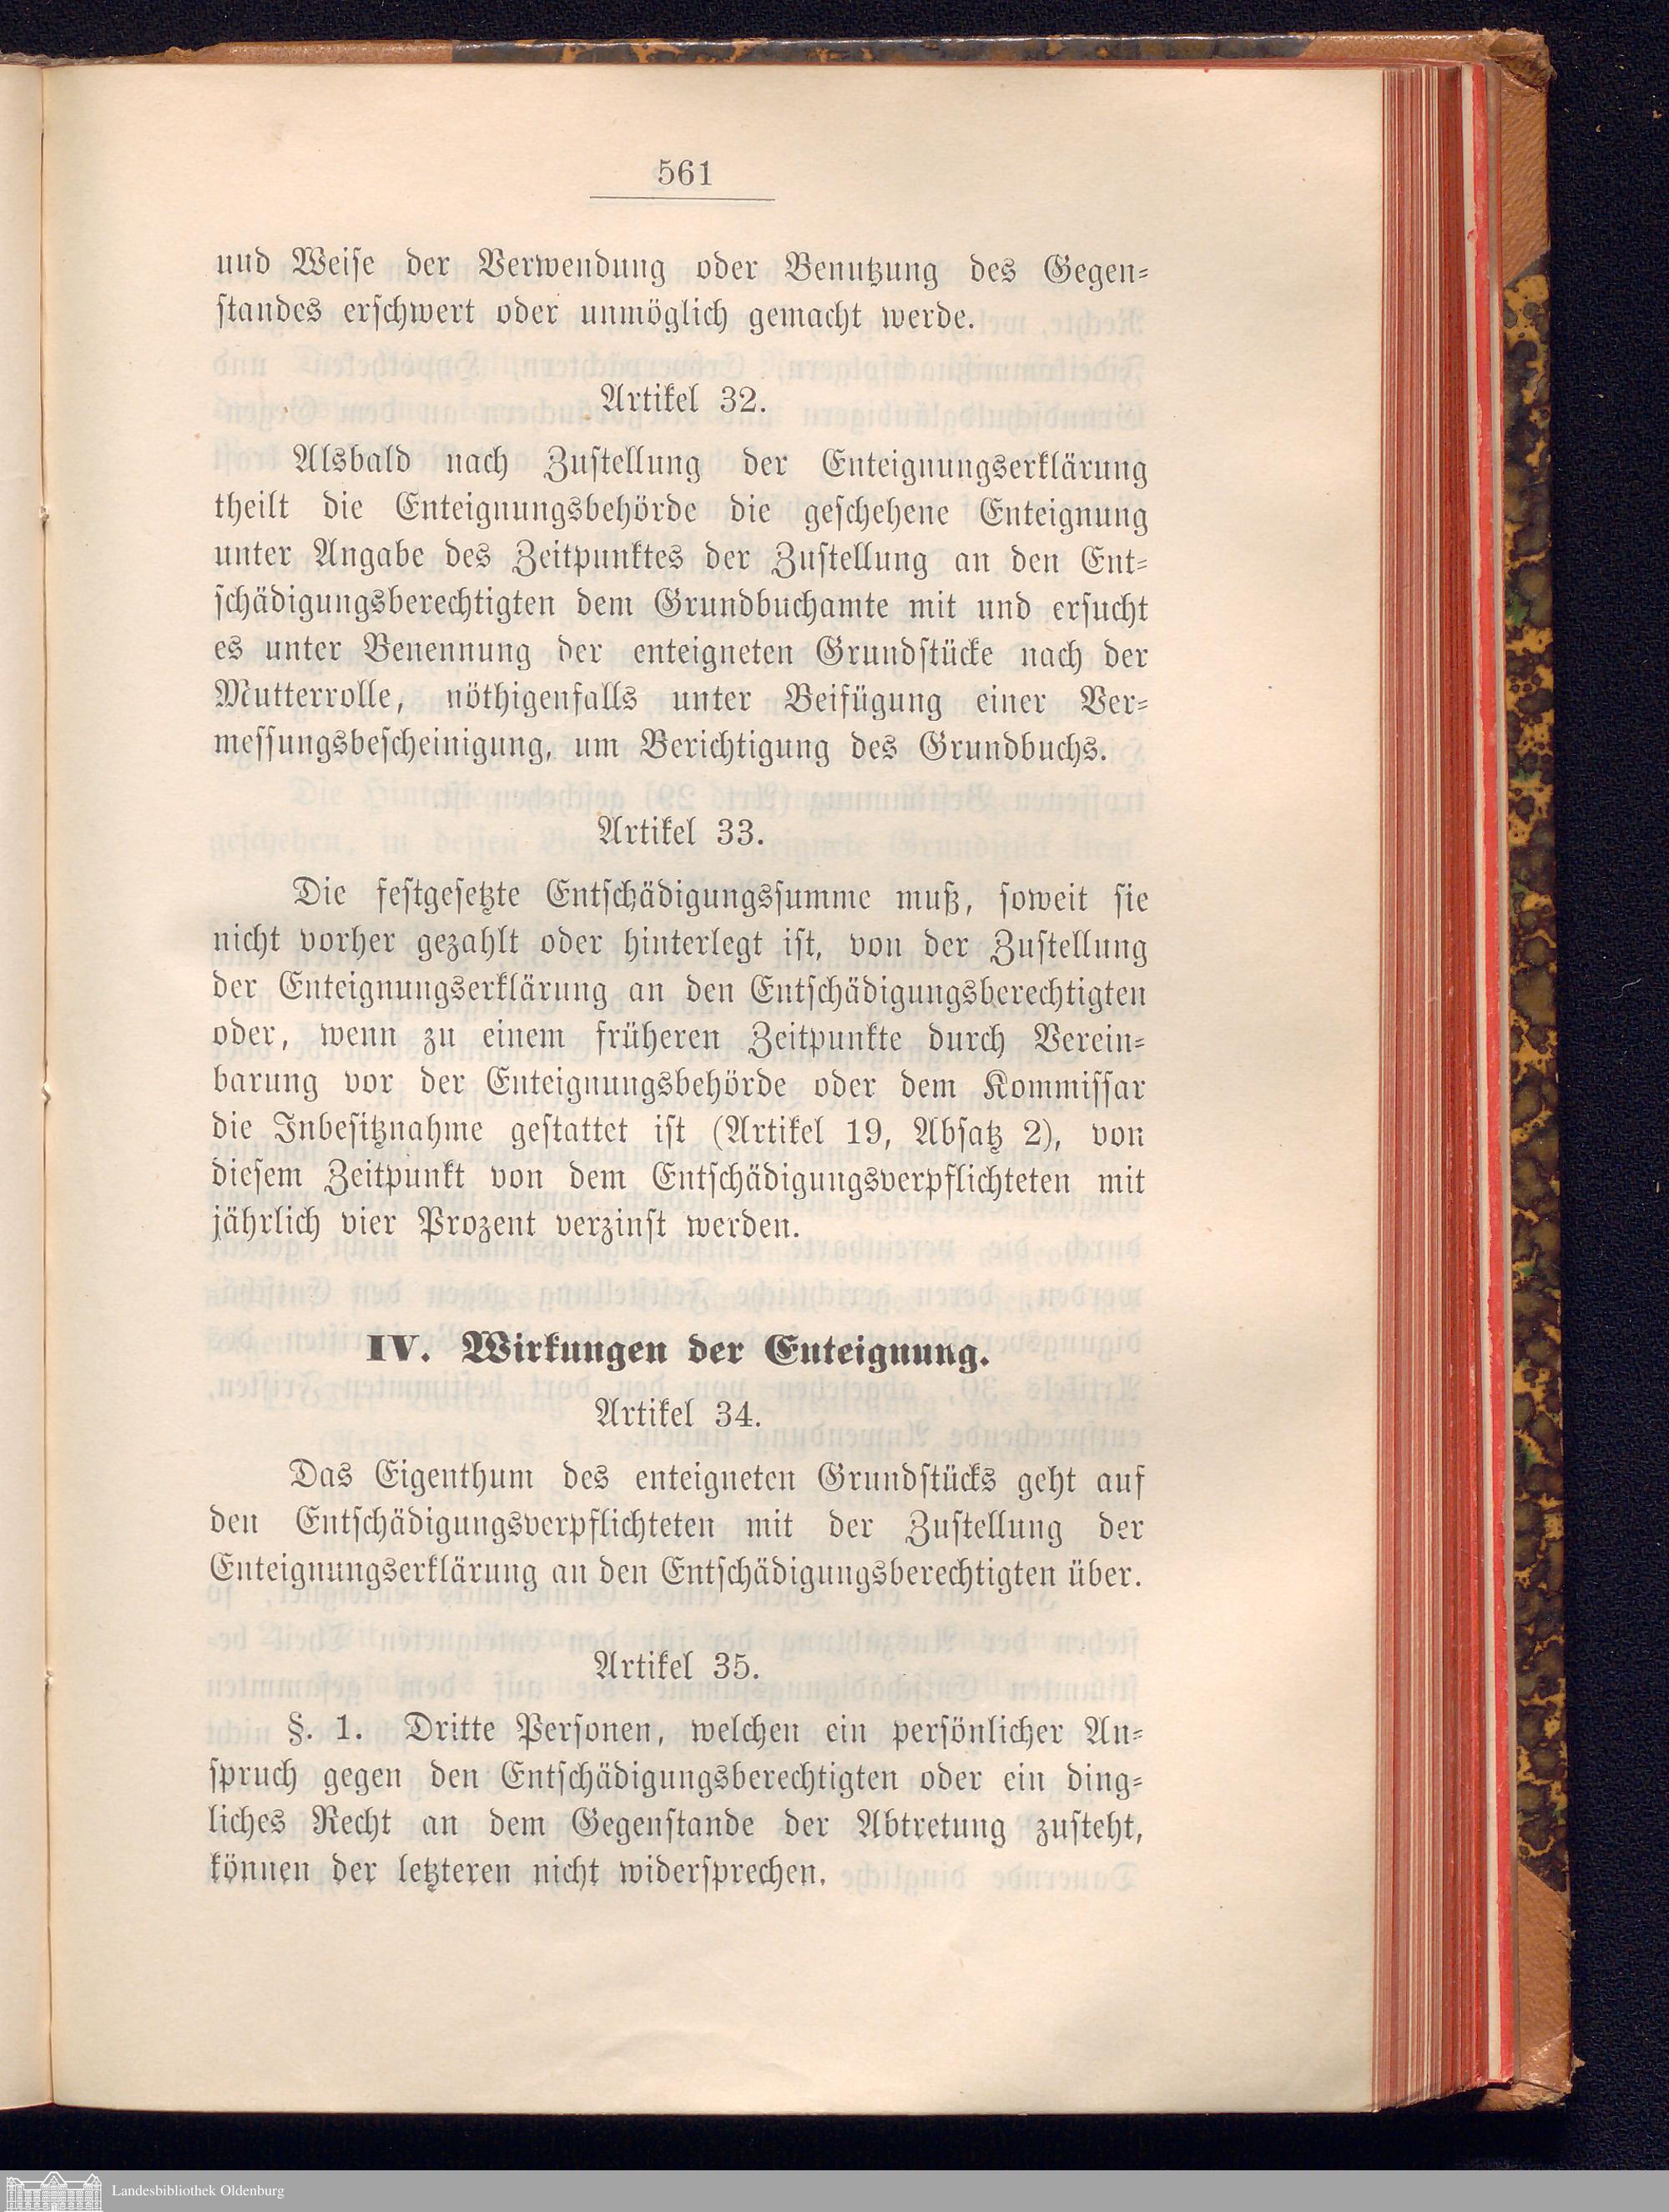 561
und Weise der Verwendung oder Benutzung des Gegen-
standes erschwert oder unmöglich gemacht werde.
Artikel 32.
Alsbald nach Zustellung der Enteignungserklärung
theilt die Enteignungsbehörde die geschehene Enteignung
unter Angabe des Zeitpunktes der Zustellung an den Ent-
schädigungsberechtigten dem Grundbuchamte mit und ersucht
es unter Benennung der enteigneten Grundstücke nach der
Mutterrolle, nöthigenfalls unter Beifügung einer Ver-
messungsbescheinigung, um Berichtigung des Grundbuchs.
Artikel 33.
Die festgesetzte Entschädigungssumme muß, soweit sie
nicht vorher gezahlt oder hinterlegt ist, von der Zustellung
der Enteignungserklärung an den Entschädigungsberechtigten
oder, wenn zu einem früheren Zeitpunkte durch Verein-
barung vor der Enteignungsbehörde oder dem Kommissar
die Inbesitznahme gestattet ist (Artikel 19, Absatz 2), von
diesem Zeitpunkt von dem Entschädigungsverpflichteten mit
jährlich vier Prozent verzinst werden.
IV. Wirkungen der Enteignung.
Artikel 34.
Das Eigenthum des enteigneten Grundstücks geht auf
den Entschädigungsverpflichteten mit der Zustellung der
Enteignungserklärung an den Entschädigungsberechtigten über.
Artikel 35.
§. 1. Dritte Personen, welchen ein persönlicher An-
spruch gegen den Entschädigungsberechtigten oder ein ding-
liches Recht an dem Gegenstande der Abtretung zusteht,
können der letzteren nicht widersprechen.
Landesbibliothek Oldenburg